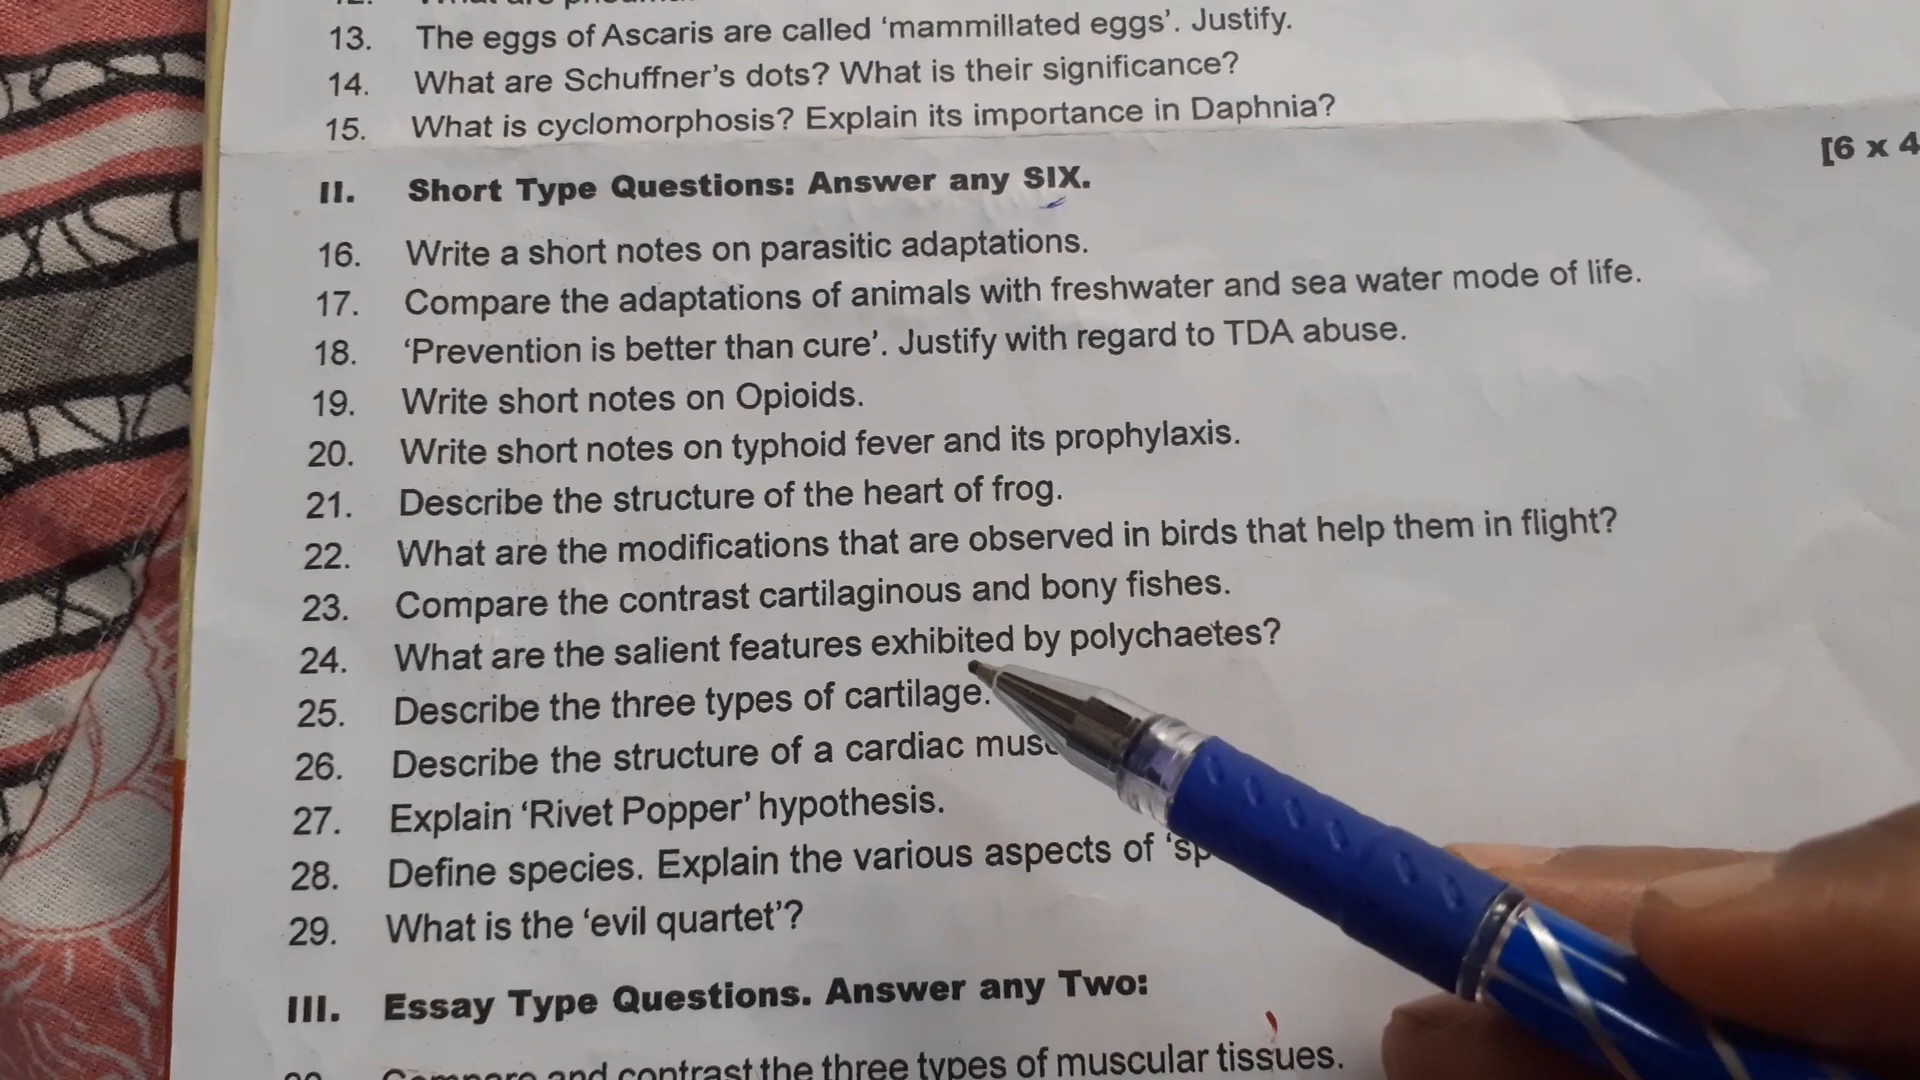 13. The eggs of Ascaris are called ‘mammillated eggs’. Justify.
14. What are Schuffner’s dots? What is their significance?
15. What is cyclomorphosis? Explain its importance in Daphnia?
[6 x 4
II. Short Type Questions: Answer any SIX.
16. Write a short notes on parasitic adaptations.
17. Compare the adaptations of animals with freshwater and sea water mode of life.
18. ‘Prevention is better than cure’. Justify with regard to TDA abuse.
19. Write short notes on Opioids.
20. Write short notes on typhoid fever and its prophylaxis.
21. Describe the structure of the heart of frog.
22. What are the modifications that are observed in birds that help them in flight?
23. Compare the contrast cartilaginous and bony fishes.
24. What are the salient features exhibited by polychaetes?
25. Describe the three types of cartilage.
26. Describe the structure of a cardiac
27. Explain ‘Rivet Popper’ hypothesis.
28. Define species. Explain the various aspects of
29. What is the ‘evil quartet’?
III. Essay Type Questions. Answer any Two:
Compare and contrast the three types of muscular tissues.